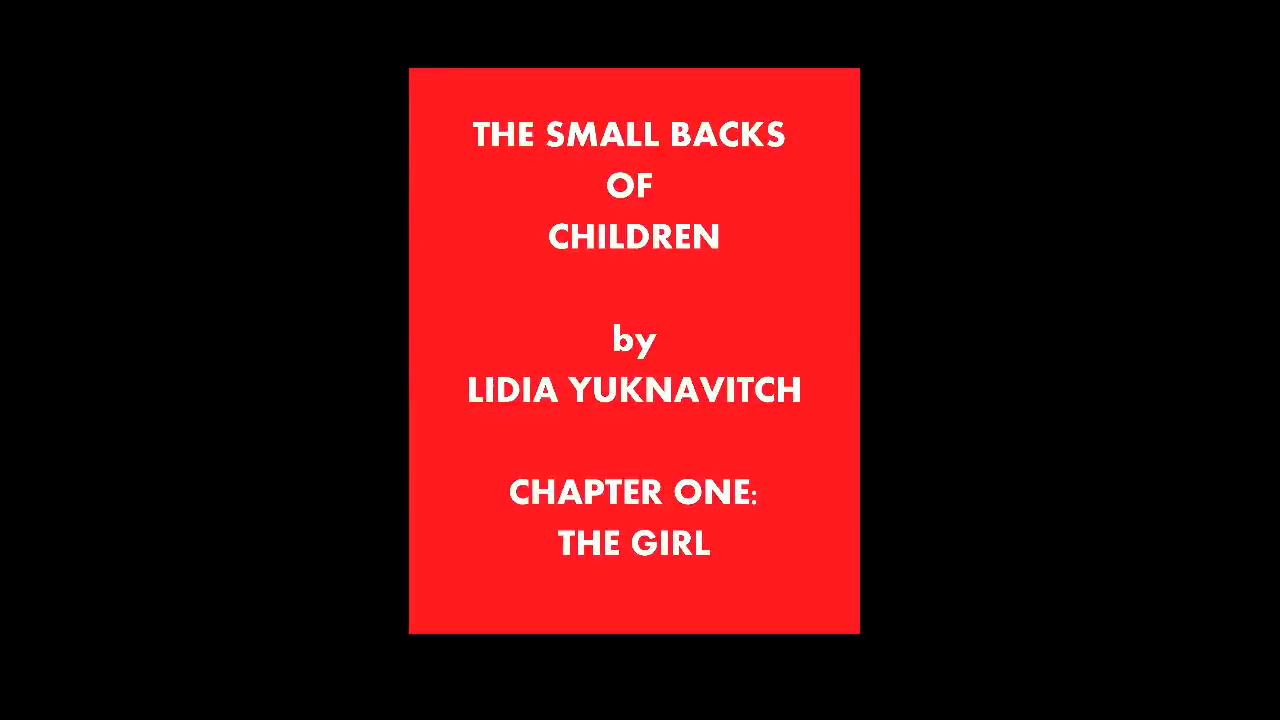 THE SMALL BACKS
OF
CHILDREN
by
LIDIA YUKNAVITCH
CHAPTER ONE:
THE GIRL